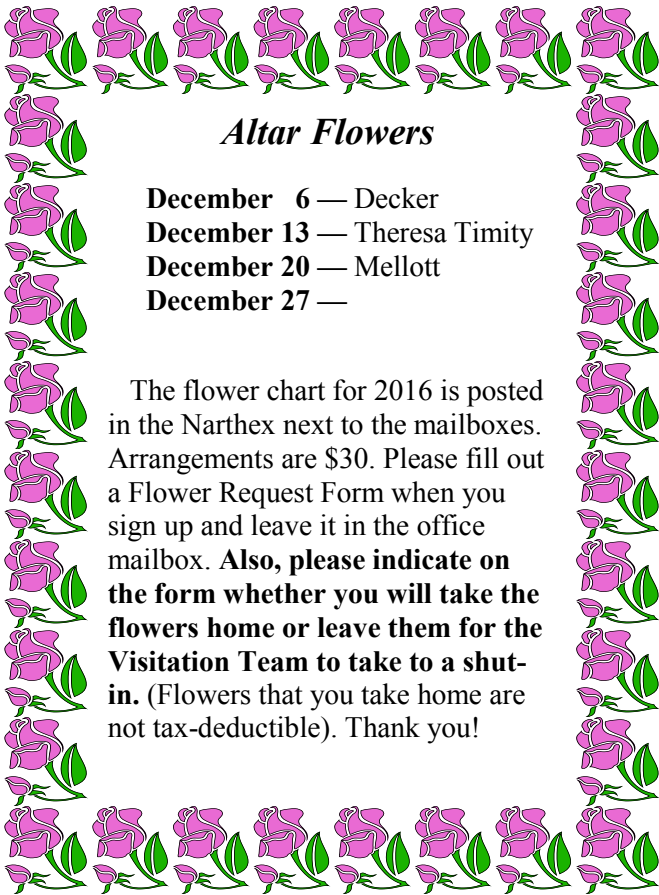 Altar Flowers
December 6 — Decker
December 13 — Theresa Timity
December 20 — Mellott
December 27 —
The flower chart for 2016 is posted
in the Narthex next to the mailboxes.
Arrangements are $30. Please fill out
a Flower Request Form when you
sign up and leave it in the office
mailbox. Also, please indicate on
the form whether you will take the
flowers home or leave them for the
Visitation Team to take to a shut-
in. (Flowers that you take home are
not tax-deductible). Thank you!